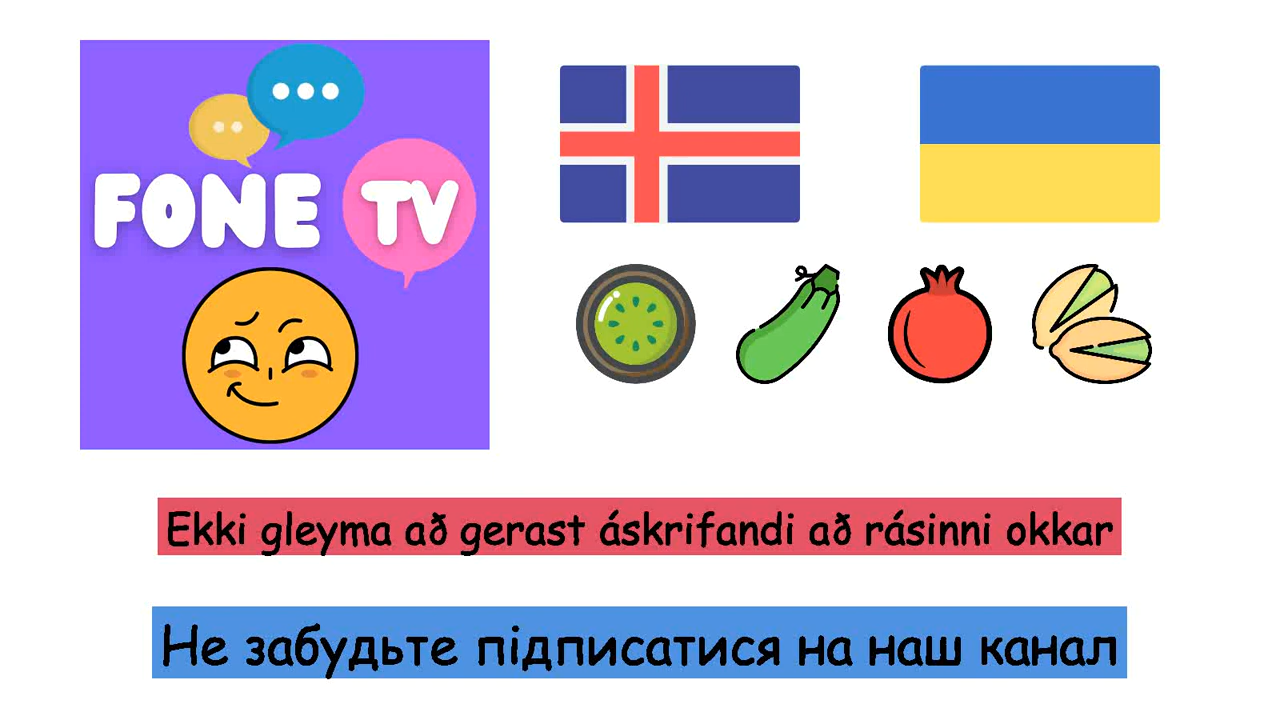 FONE TV
Ekki gleyma að gerast áskrifandi að rásinni okkar
Не забудьте підписатися на наш канал